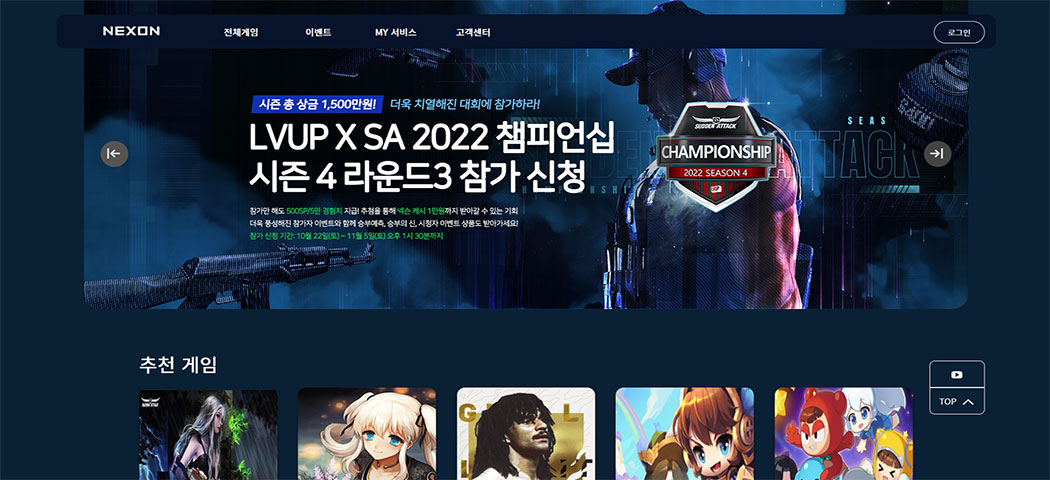 NEXON
전체게임
이벤트
MY 서비스
고객센터
로그인
시즌 총 상금 1,500만원! 더욱 치열해진 대회에 참가하라!
LVUP X SA 2022 챔피언십
시즌 4 라운드3 참가 신청
참가만 해도 500SP/5만 경험치 지급! 추첨을 통해 넥슨 캐시 1만원까지 받아갈 수 있는 기회
더욱 풍성해진 참가자 이벤트와 함께 승부예측, 승부의 신, 시청자 이벤트 상품도 받아가세요!
참가 신청 기간: 10월 22일(토) ~ 11월 5일(토) 오후 1시 30분까지
SUDDEN ATTACK
CHAMPIONSHIP
2022 SEASON 4
SEAS
ATTACK
추천 게임
TOP